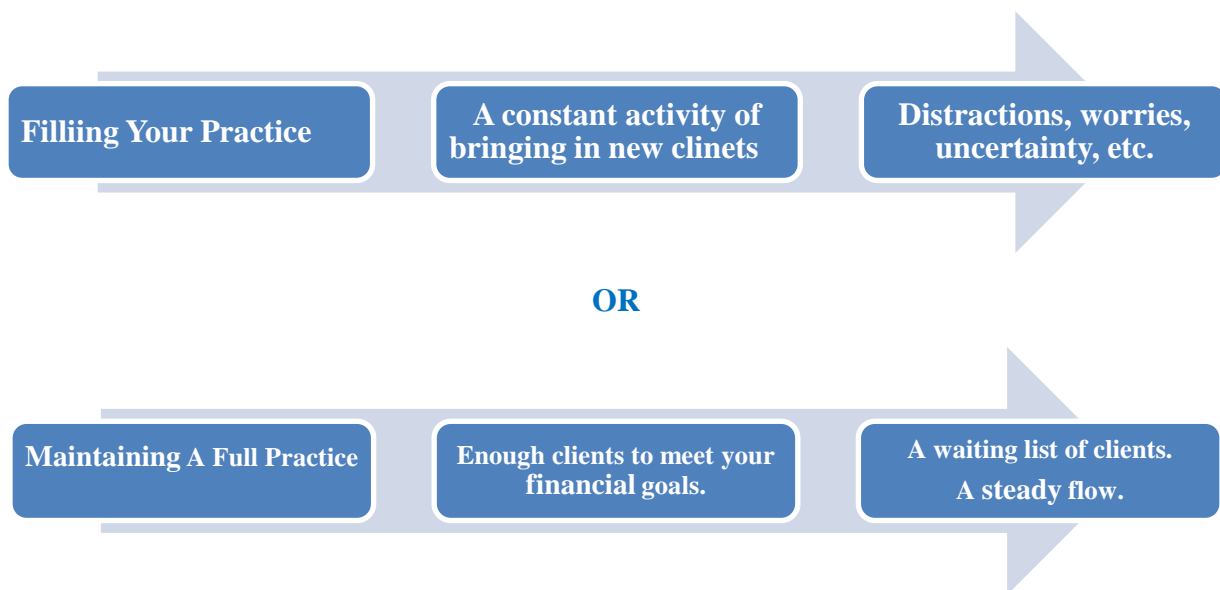 Filliing Your Practice
A constant activity of
bringing in new clinets
Distractions, worries,
uncertainty, etc.
OR
Maintaining A Full Practice
Enough clients to meet your
financial goals.
A waiting list of clients.
A steady flow.